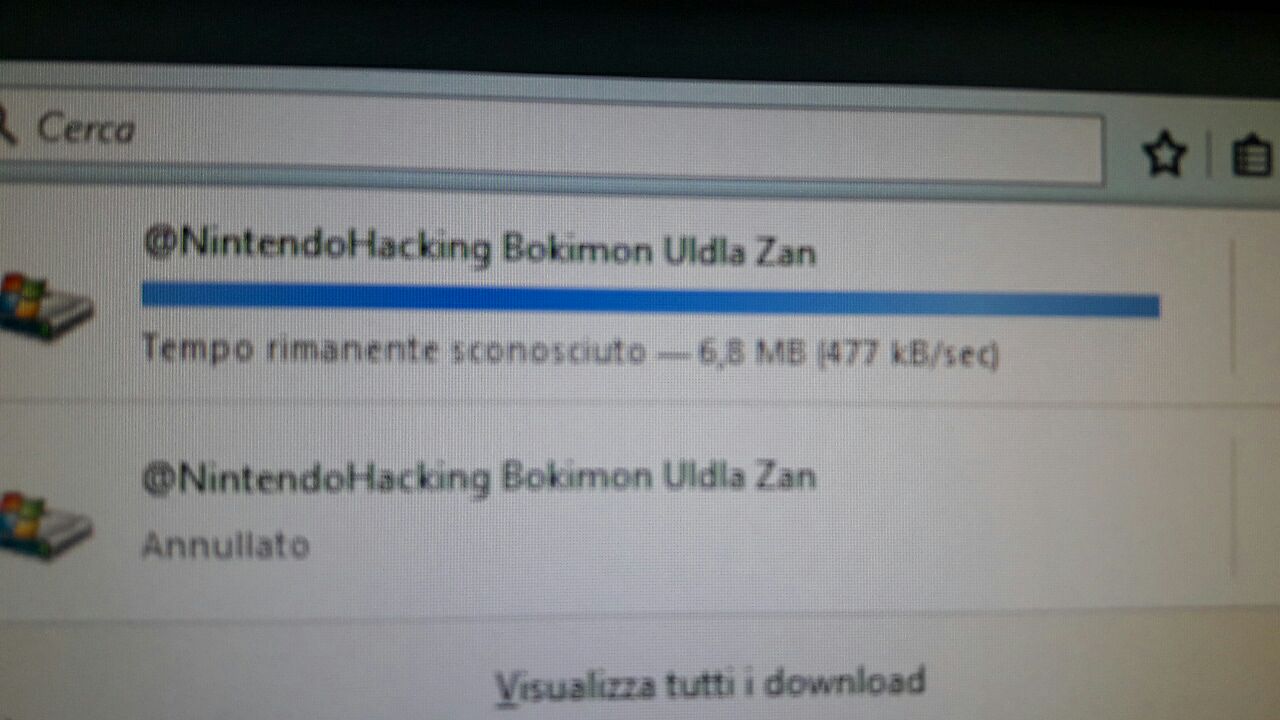 Cerca
@NintendoHacking Bokimon Uldla Zan
Tempo rimanente sconosciuto — 6,8 MB (477 kB/sec)
@NintendoHacking Bokimon Uldla Zan
Annullato
Visualizza tutti i download